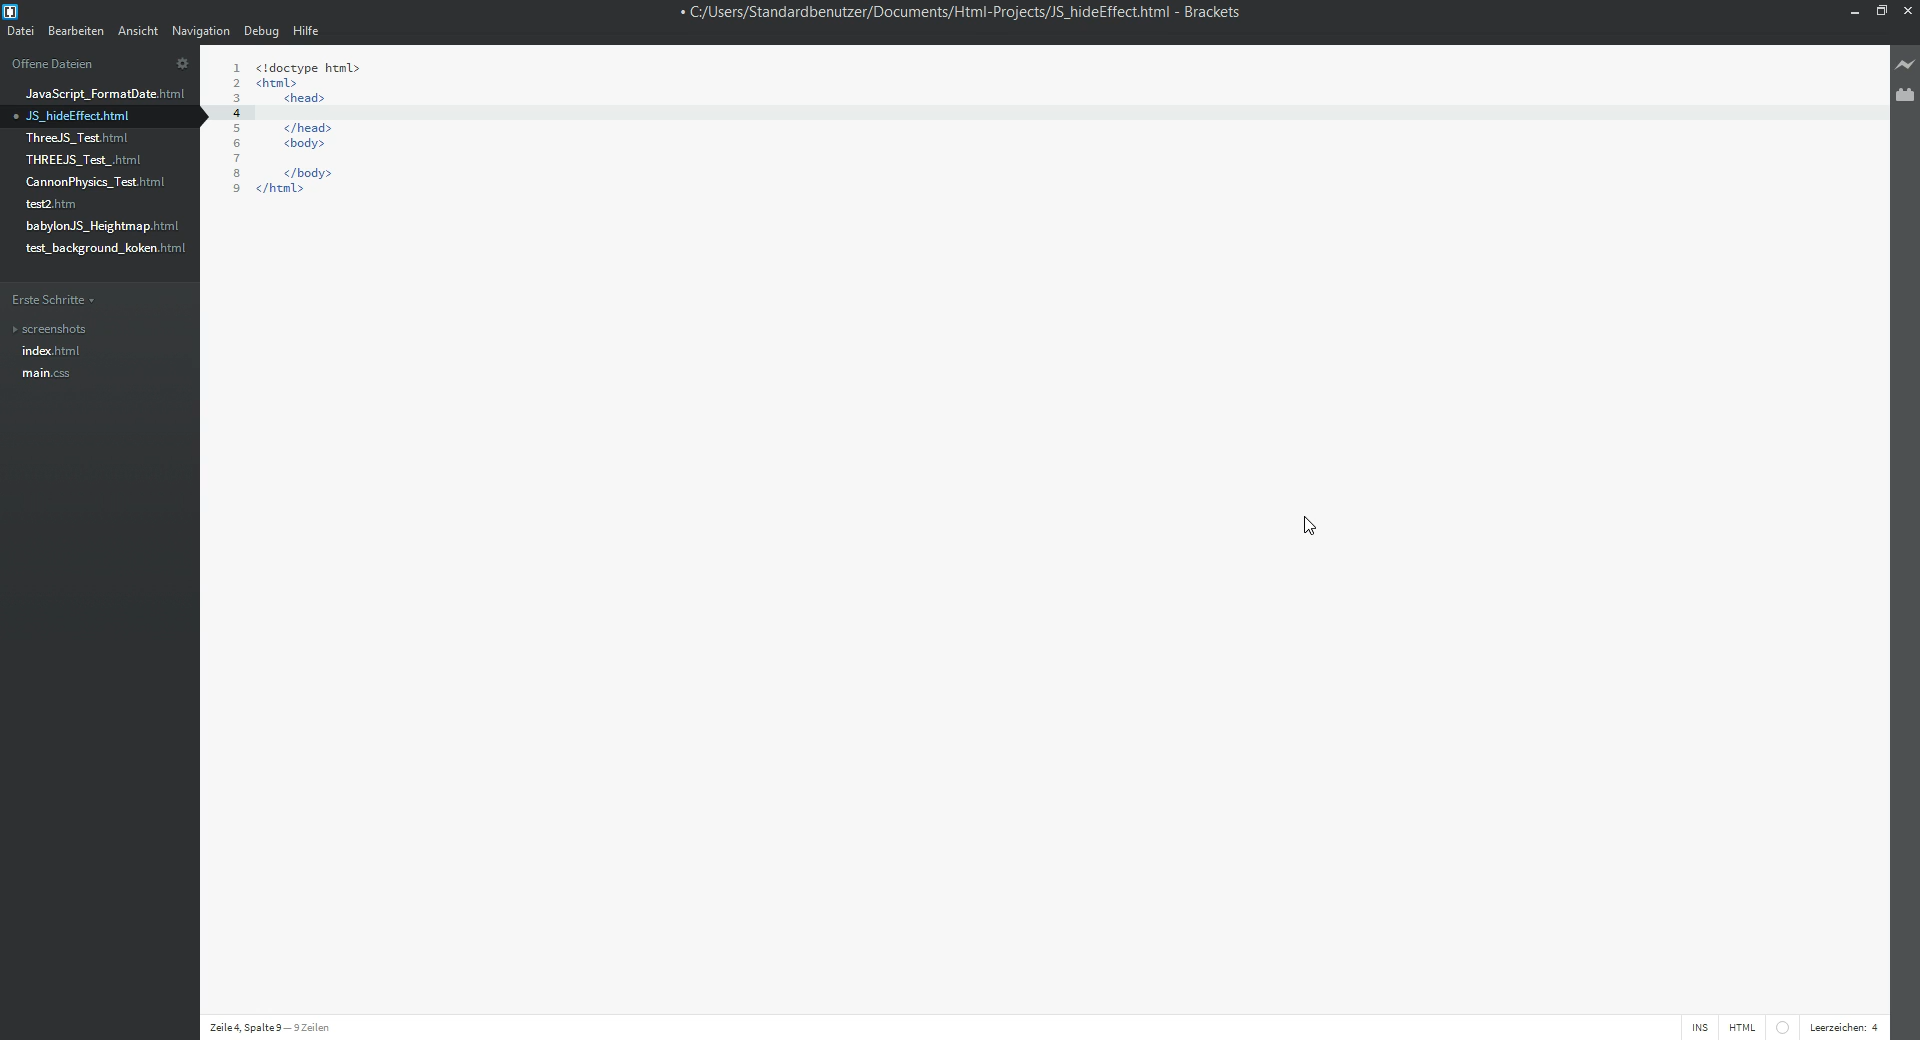 • C:/Users/Standardbenutzer/Documents/Html-Projects/JS_hideEffect.html - Brackets
Datei Bearbeiten Ansicht Navigation Debug Hilfe
Offene Dateien
JavaScript_FormatDate.html
• JS_hideEffect.html
ThreeJS_Test.html
THREEJS_Test_.html
CannonPhysics_Test.html
test2.htm
babylonJS_Heightmap.html
test_background_koken.html
Erste Schritte
screenshots
index.html
main.css
1 <!doctype html>
2 <html>
3 <head>
4
5 </head>
6 <body>
7
8 </body>
9 </html>
Zeile 4, Spalte 9 — 9 Zeilen
INS HTML Leerzeichen: 4